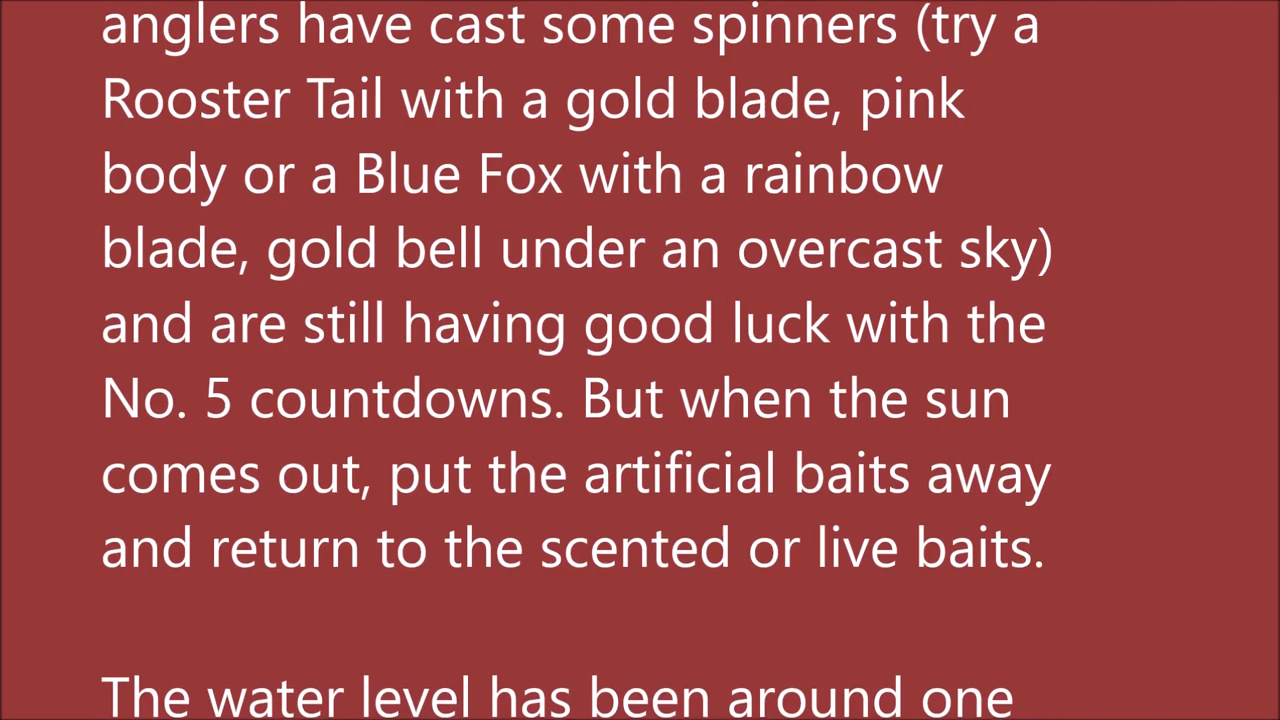 anglers have cast some spinners (try a
Rooster Tail with a gold blade, pink
body or a Blue Fox with a rainbow
blade, gold bell under an overcast sky)
and are still having good luck with the
No. 5 countdowns. But when the sun
comes out, put the artificial baits away
and return to the scented or live baits.
The water level has been around one